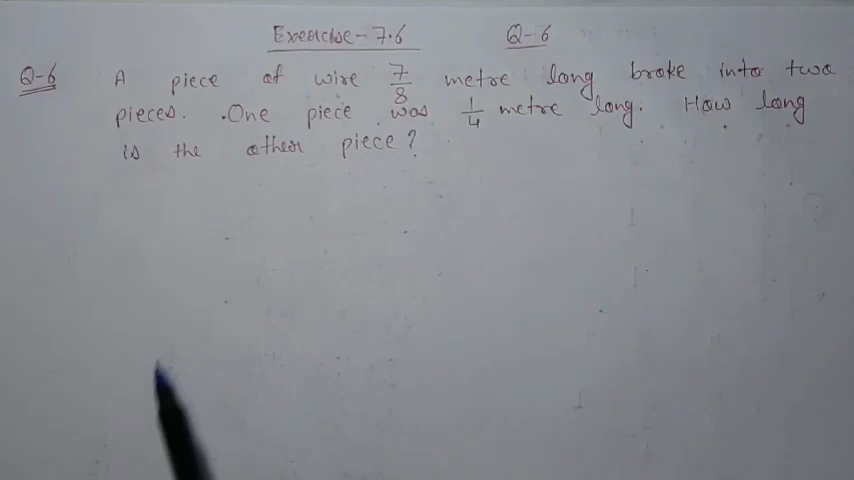 Exercise-7.6 Q-6
Q-6 A piece of wire 7/8 metre long broke into two
pieces. One piece was 1/4 metre long. How long
is the other piece?